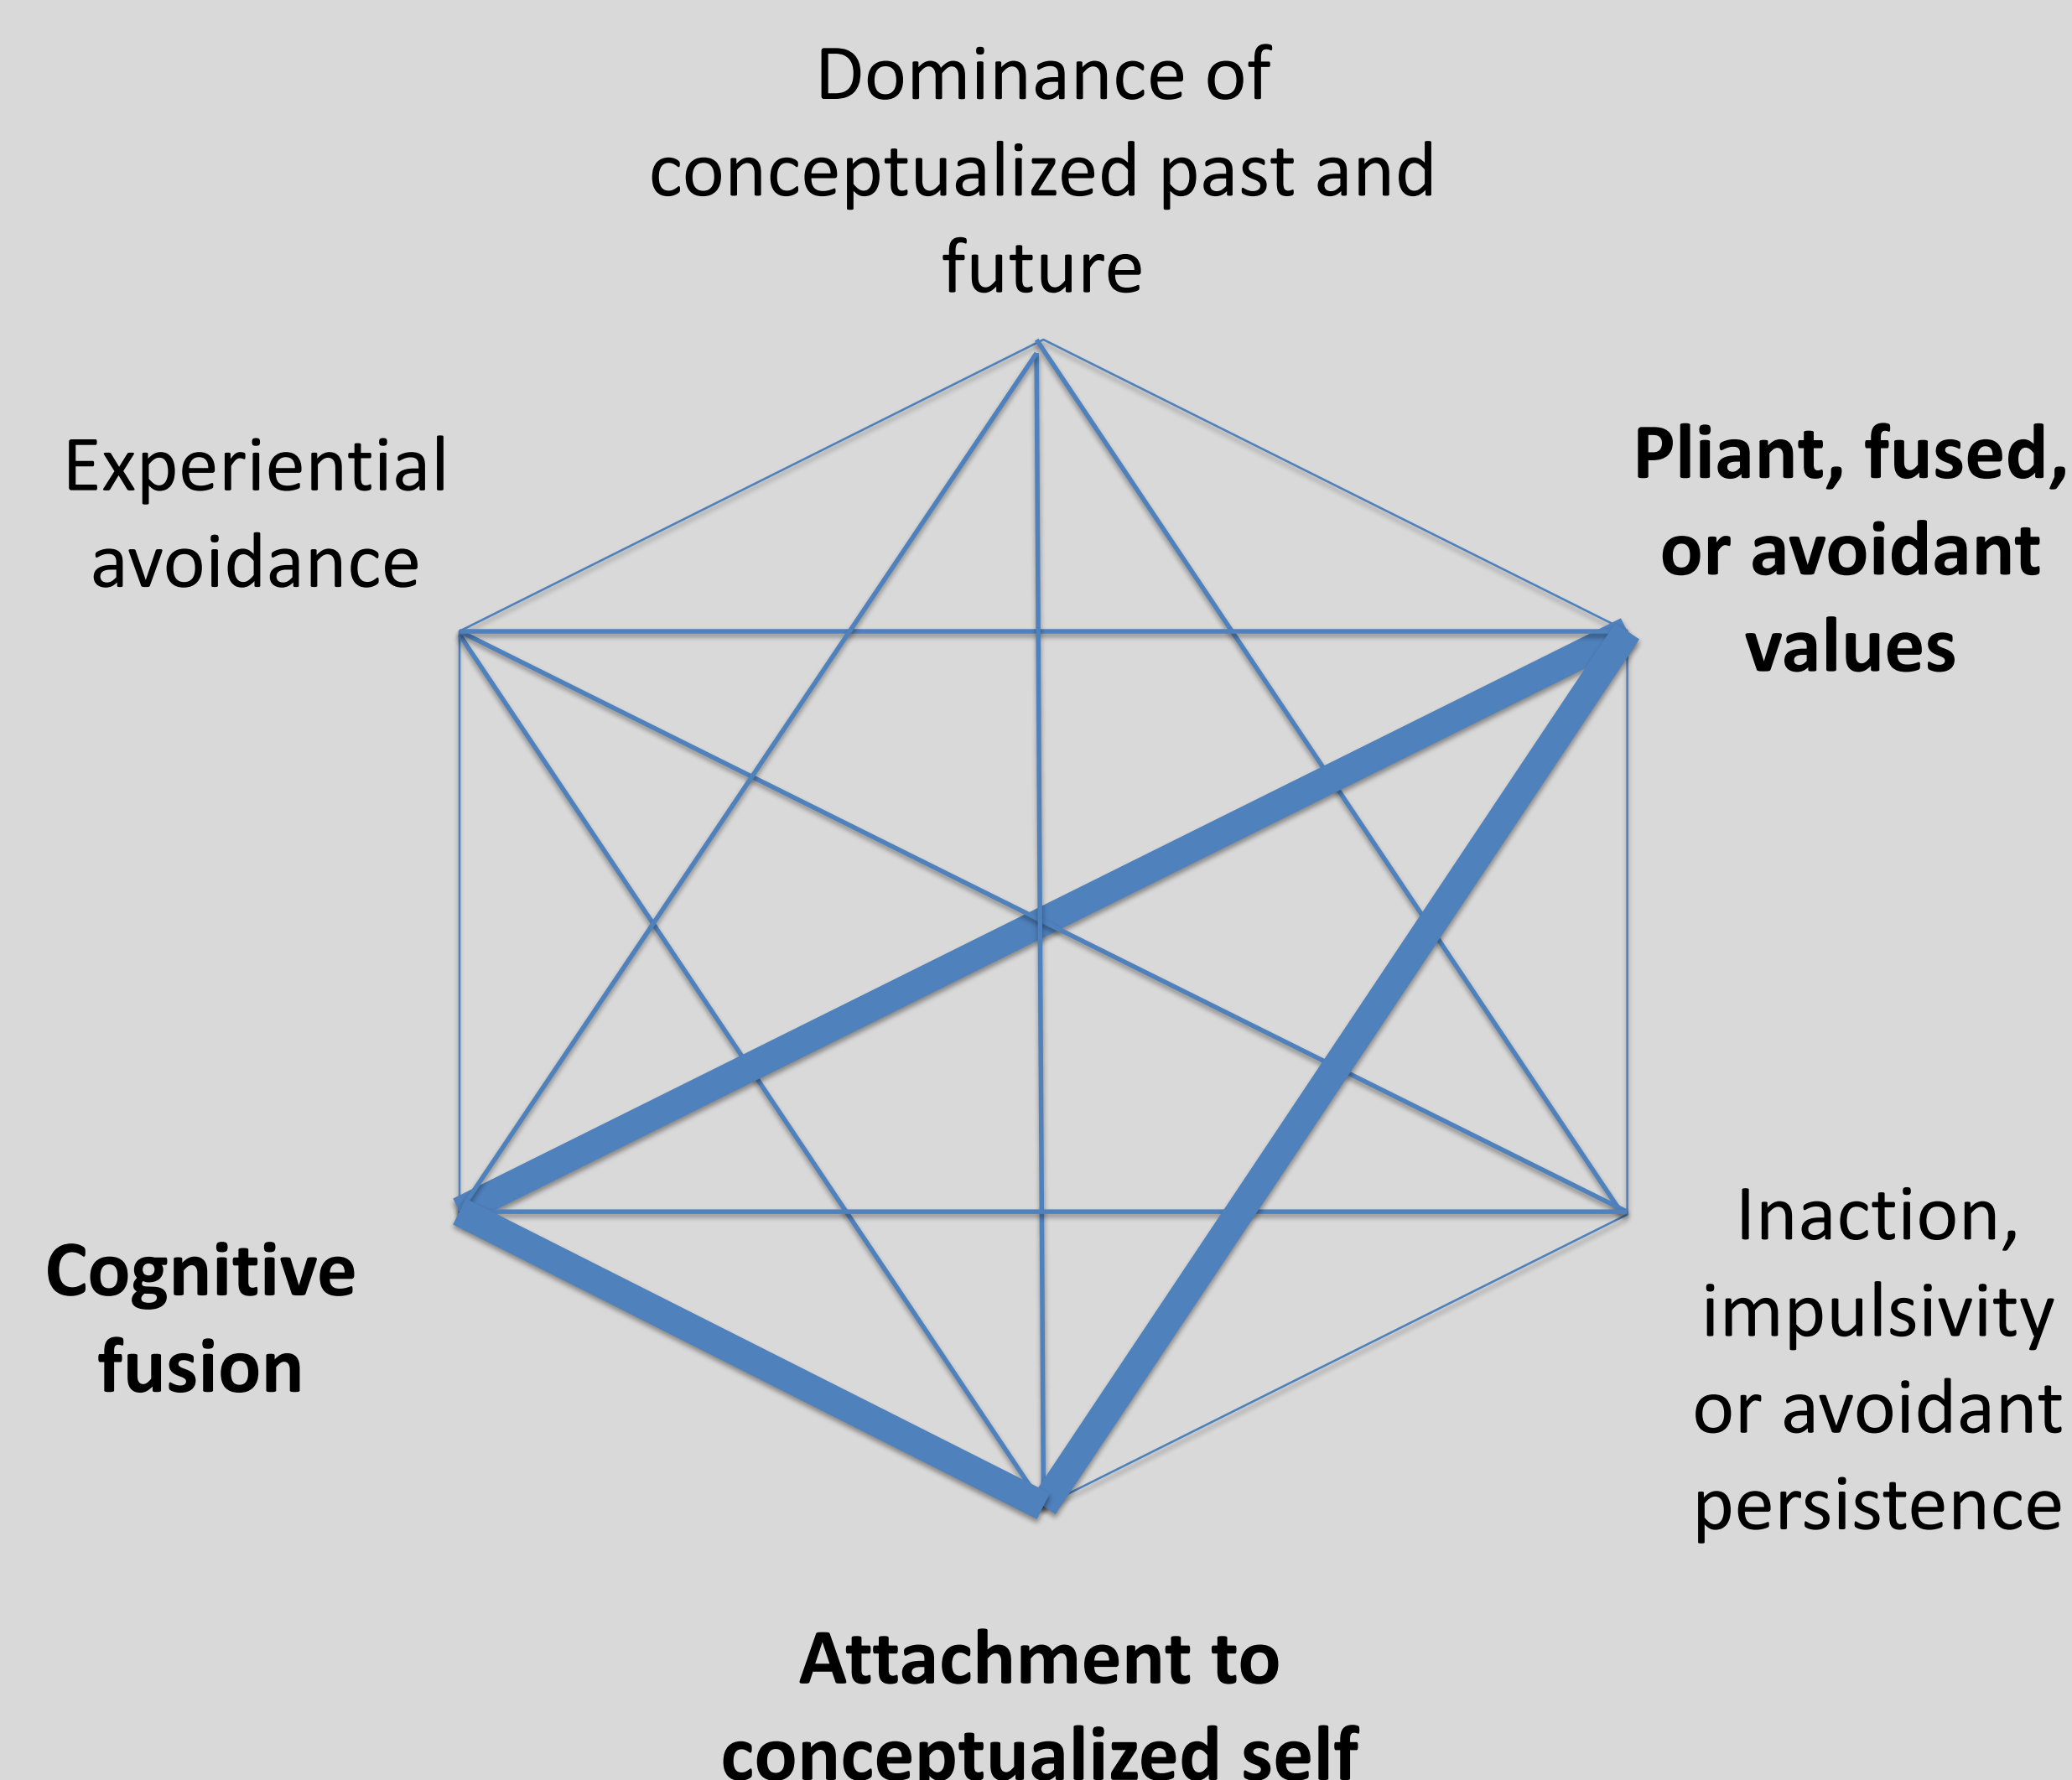 Dominance of
conceptualized past and
future
Experiential
avoidance
Pliant, fused,
or avoidant
values
Cognitive
fusion
Inaction,
impulsivity
or avoidant
persistence
Attachment to
conceptualized self